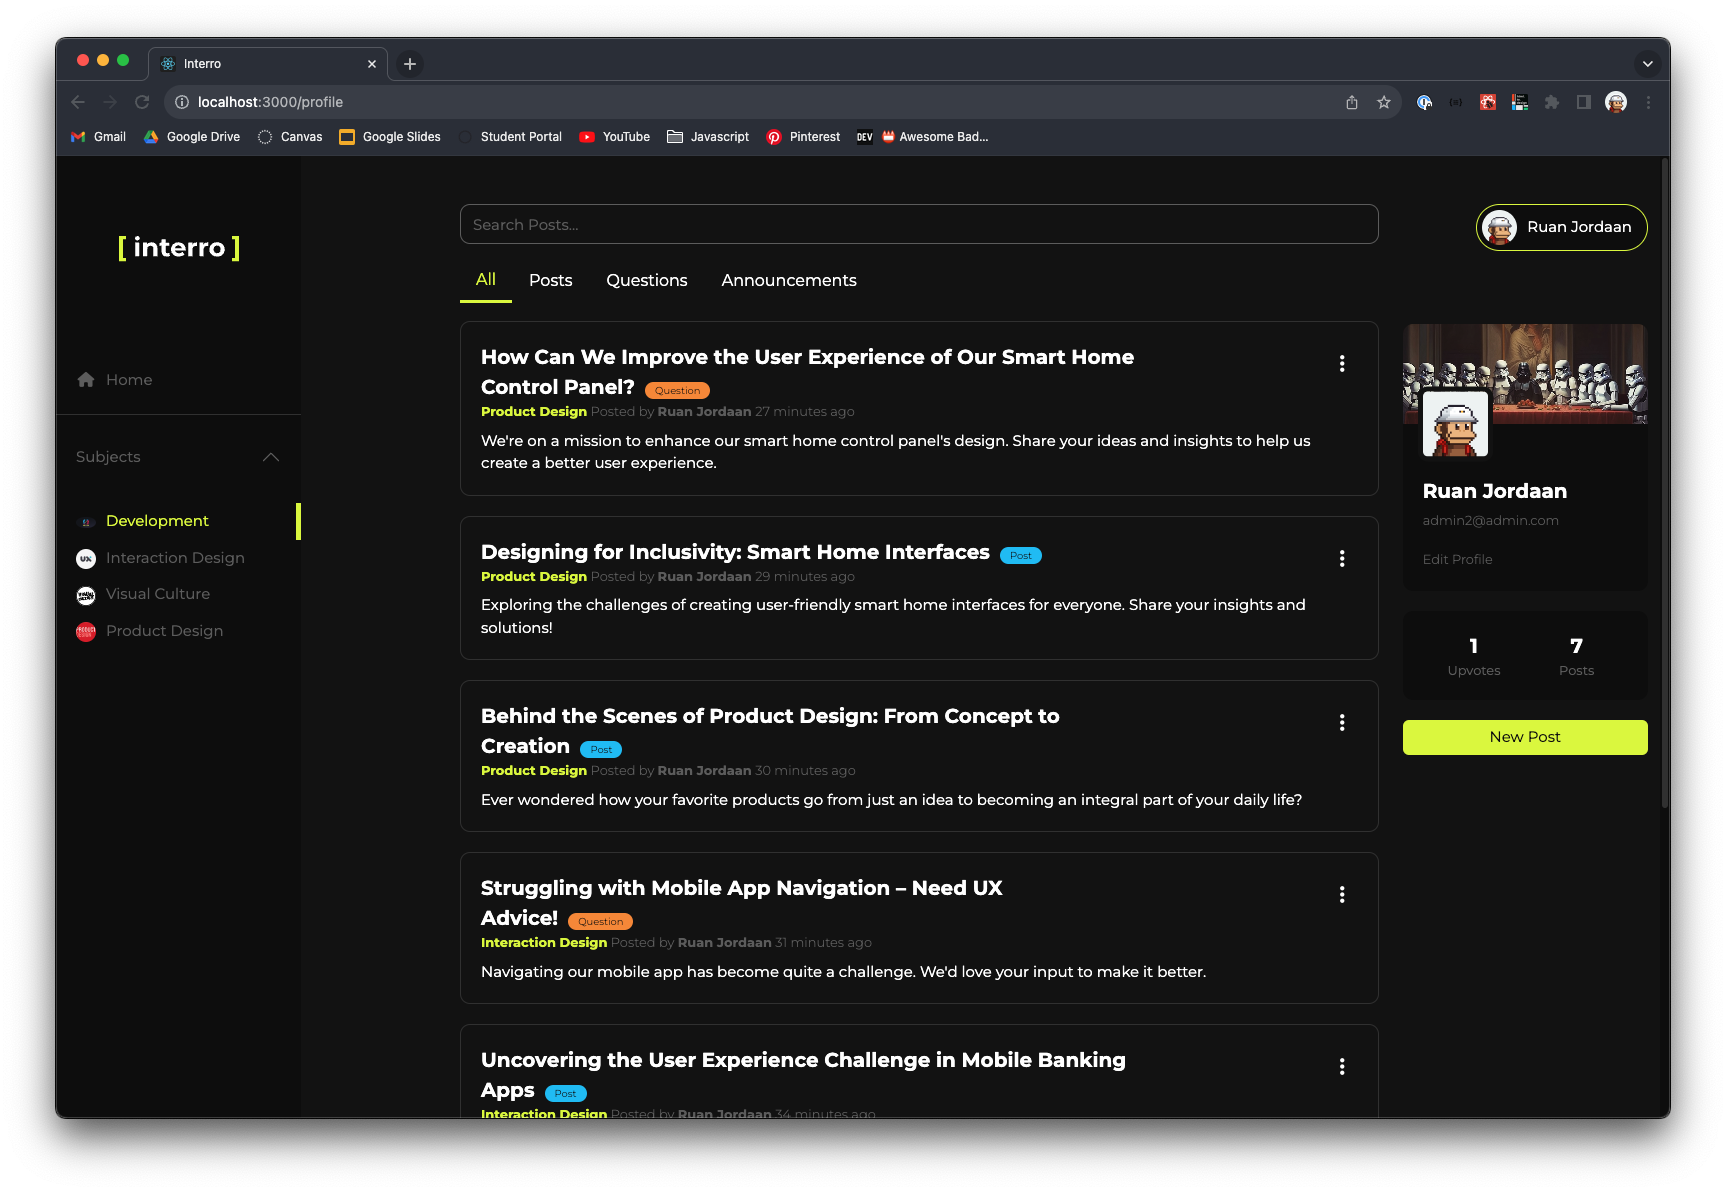 Interro
localhost:3000/profile
Gmail
Google Drive
Canvas
Google Slides
Student Portal
YouTube
Javascript
Pinterest
DEV
Awesome Bad...
[ interro ]
Home
Subjects
Development
Interaction Design
Visual Culture
Product Design
Search Posts...
Ruan Jordaan
All Posts Questions Announcements
How Can We Improve the User Experience of Our Smart Home
Control Panel? Question
Product Design Posted by Ruan Jordaan 27 minutes ago
We're on a mission to enhance our smart home control panel's design. Share your ideas and insights to help us
create a better user experience.
Designing for Inclusivity: Smart Home Interfaces Post
Product Design Posted by Ruan Jordaan 29 minutes ago
Exploring the challenges of creating user-friendly smart home interfaces for everyone. Share your insights and
solutions!
Behind the Scenes of Product Design: From Concept to
Creation Post
Product Design Posted by Ruan Jordaan 30 minutes ago
Ever wondered how your favorite products go from just an idea to becoming an integral part of your daily life?
Struggling with Mobile App Navigation – Need UX
Advice! Question
Interaction Design Posted by Ruan Jordaan 31 minutes ago
Navigating our mobile app has become quite a challenge. We'd love your input to make it better.
Uncovering the User Experience Challenge in Mobile Banking
Apps Post
Interaction Design Posted by Ruan Jordaan 34 minutes ago
Ruan Jordaan
admin2@admin.com
Edit Profile
1 7
Upvotes Posts
New Post